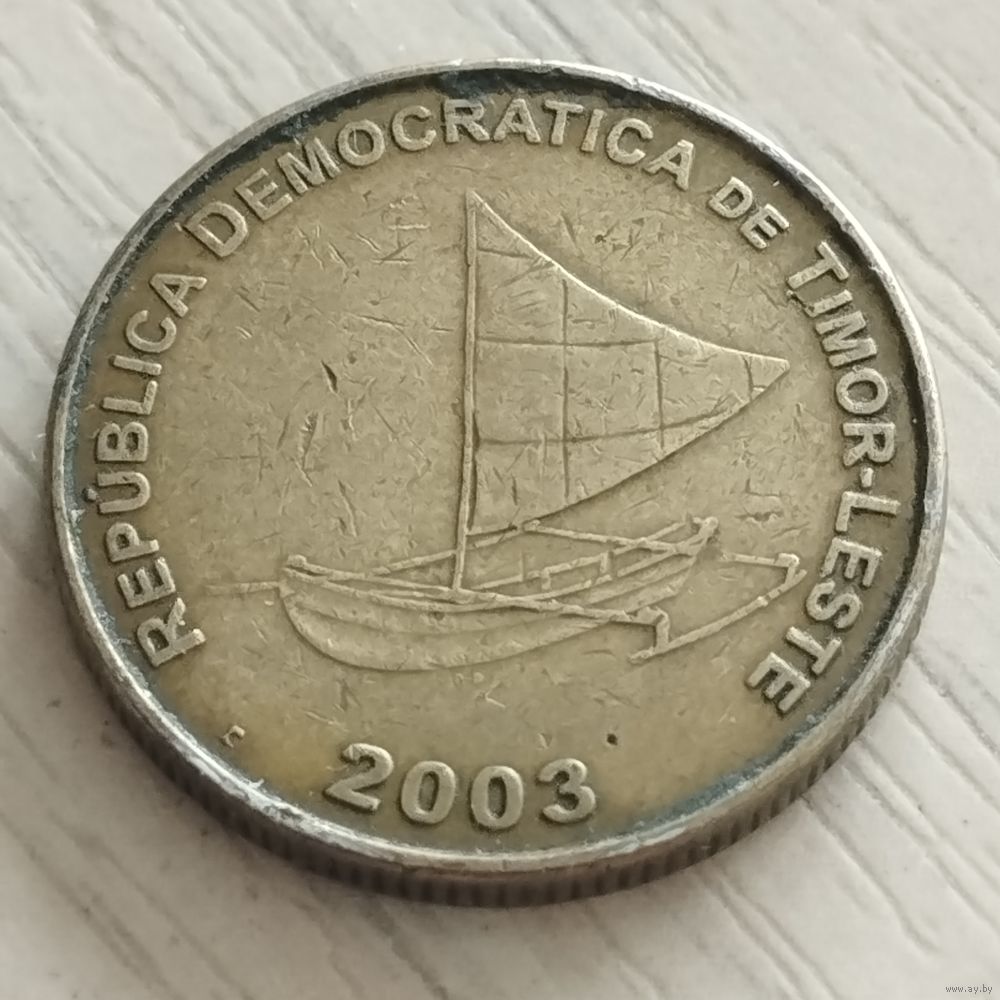 REPÚBLICA DEMOCRATICA DE TIMOR-LESTE
2003
www.ay.by